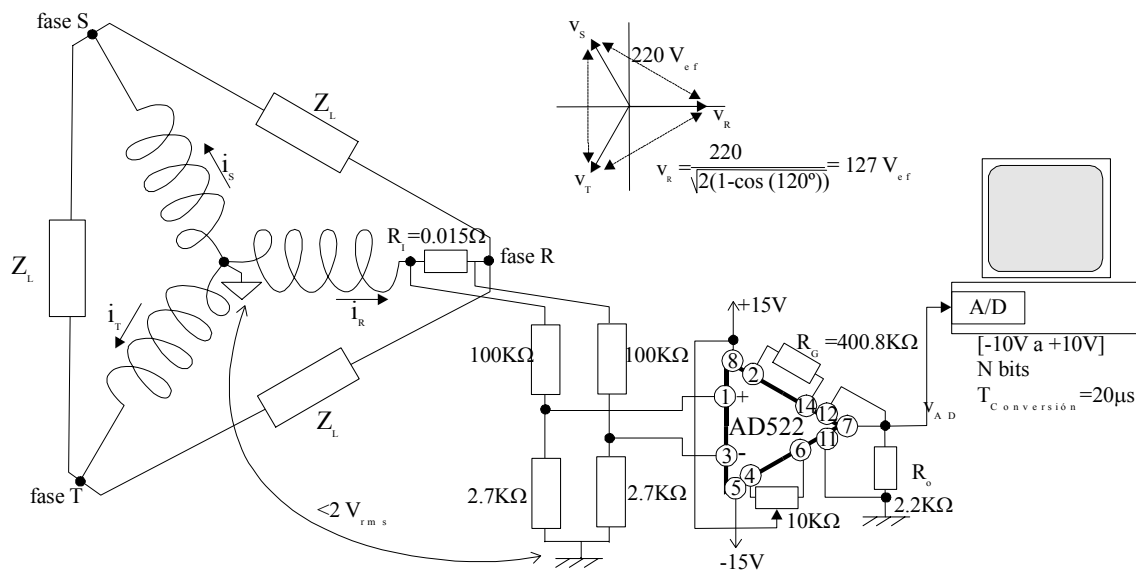 fase S
Z_L
i_S
Z_L
i_T
fase T
Z_L
R_I=0.015Ω
fase R
i_R
<2 V_rms
v_S
220 V_ef
v_R
v_T
v_R = 220 / √2(1-cos (120º)) = 127 V_ef
100KΩ
100KΩ
2.7KΩ
2.7KΩ
+15V
R_G =400.8KΩ
8
2
14
12
7
1
+
AD522
3
-
4
6
11
5
10KΩ
-15V
V_AD
R_o
2.2KΩ
A/D
[-10V a +10V]
N bits
T_Conversión=20μs